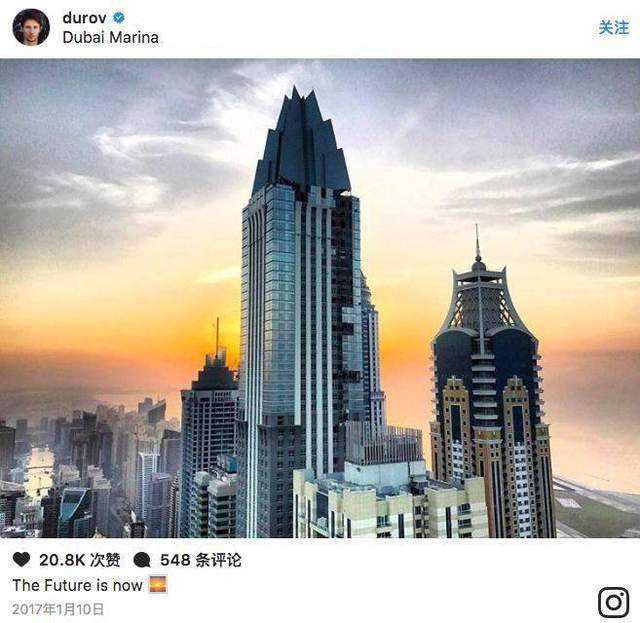 durov
Dubai Marina
关注
20.8K 次赞 548 条评论
The Future is now 🌅
2017年1月10日